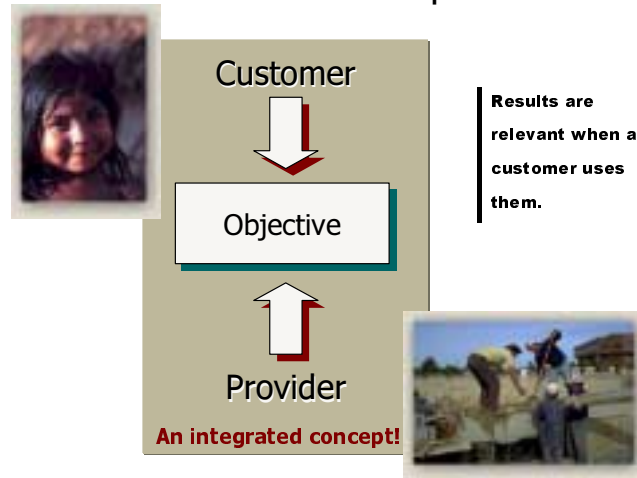 Customer
Objective
Provider
An integrated concept!
Results are
relevant when a
customer uses
them.